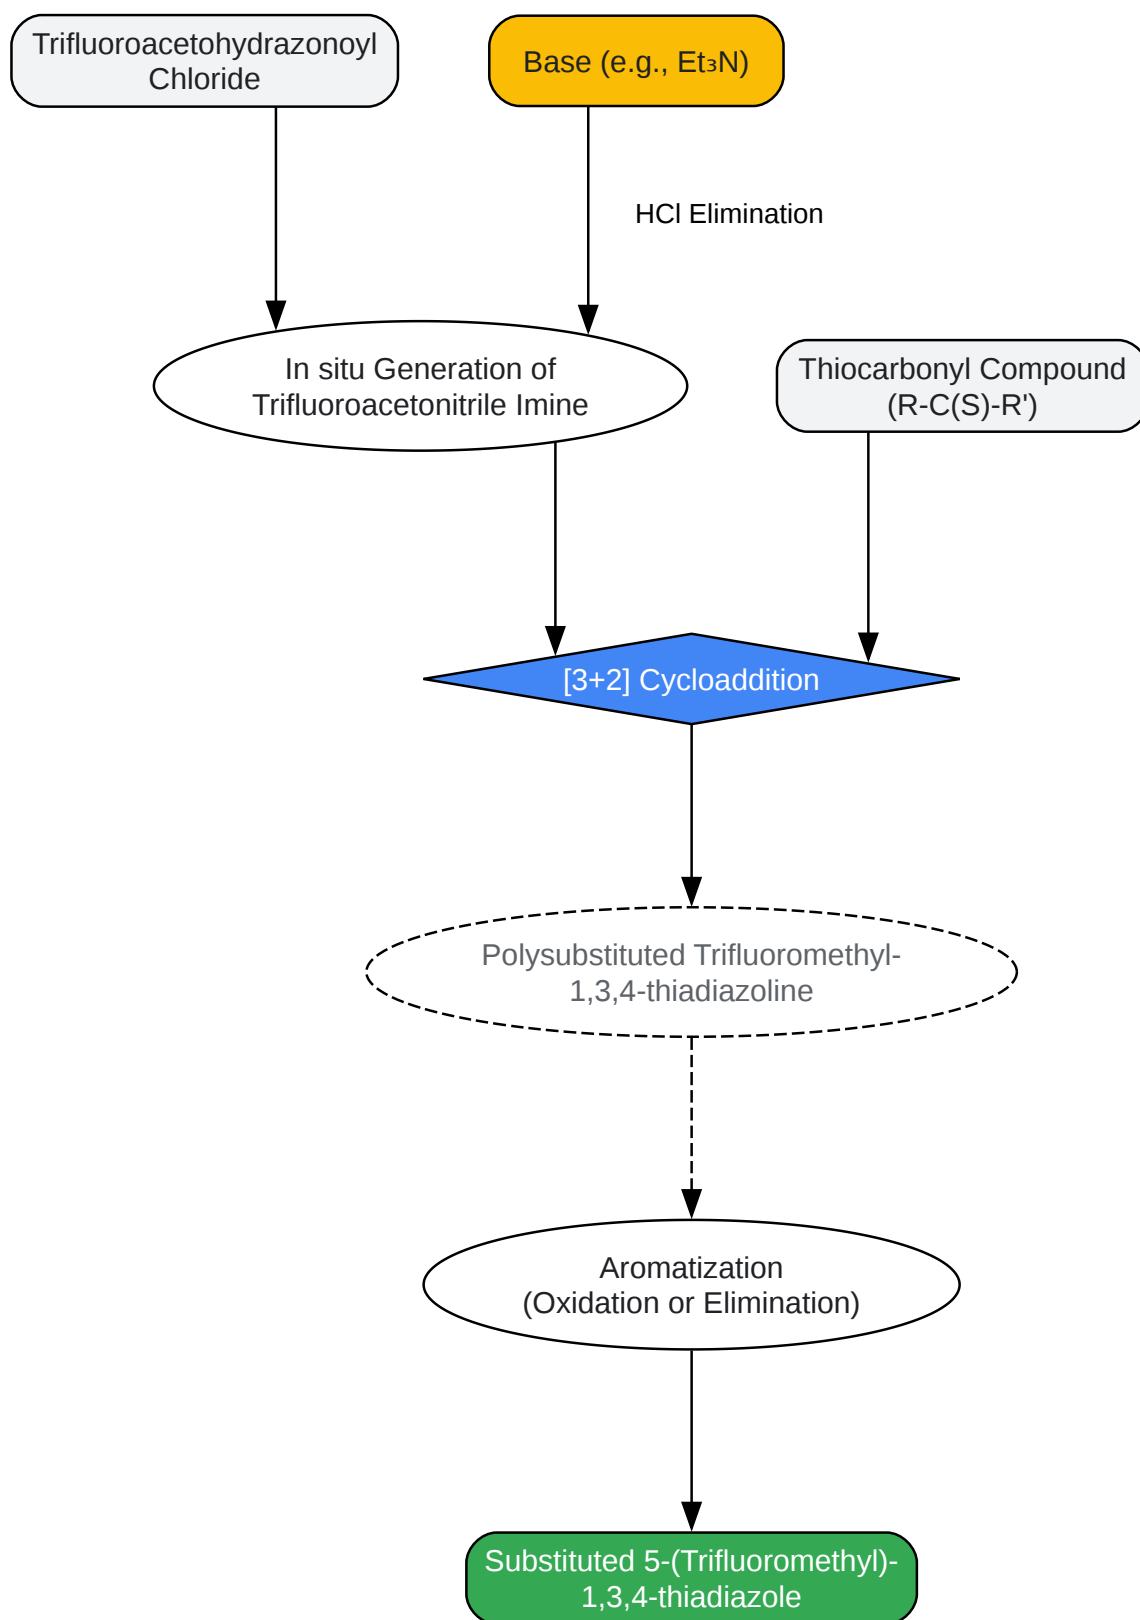 Trifluoroacetohydrazonoyl
Chloride
Base (e.g., Et₃N)
HCl Elimination
In situ Generation of
Trifluoroacetonitrile Imine
Thiocarbonyl Compound
(R-C(S)-R')
[3+2] Cycloaddition
Polysubstituted Trifluoromethyl-
1,3,4-thiadiazoline
Aromatization
(Oxidation or Elimination)
Substituted 5-(Trifluoromethyl)-
1,3,4-thiadiazole